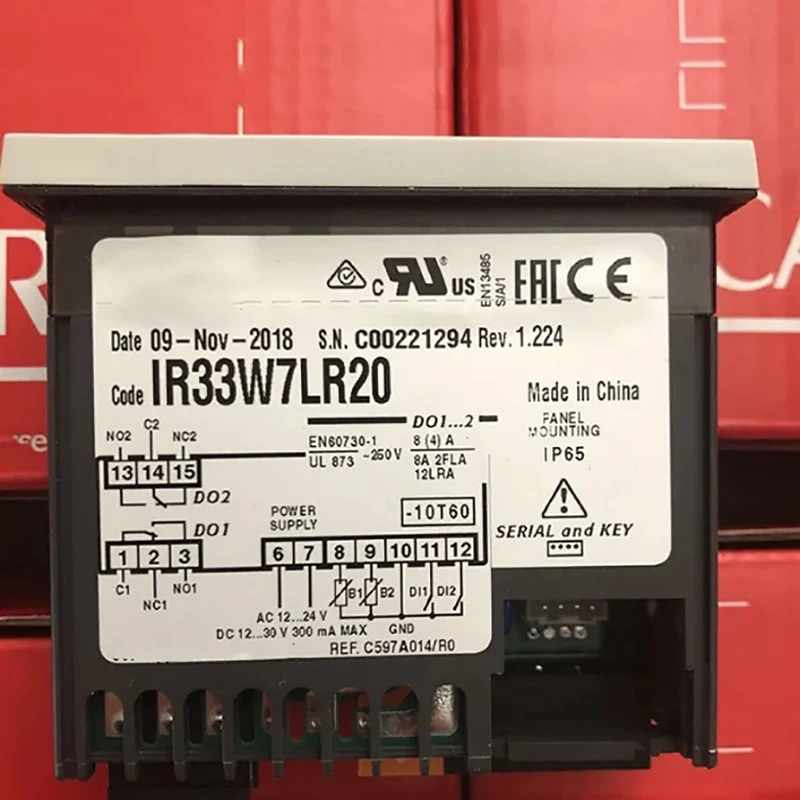 c RU ® US
EN13485
S/A/1
EAC CE
Date 09-Nov-2018 S.N. C00221294 Rev. 1.224
Code IR33W7LR20
Made in China
PANEL
MOUNTING
IP65
SERIAL and KEY
DO1...2
EN60730-1
UL 873
~250V
8 (4) A
8A 2FLA
12LRA
-10T60
NO2 C2 NC2
13 14 15
DO2
DO1
1 2 3
C1 NC1 NO1
POWER
SUPPLY
6 7 8 9 10 11 12
B1 B2 DI1 DI2
AC 12...24 V
DC 12...30 V 300 mA MAX GND
REF. C597A014/R0
R
CA